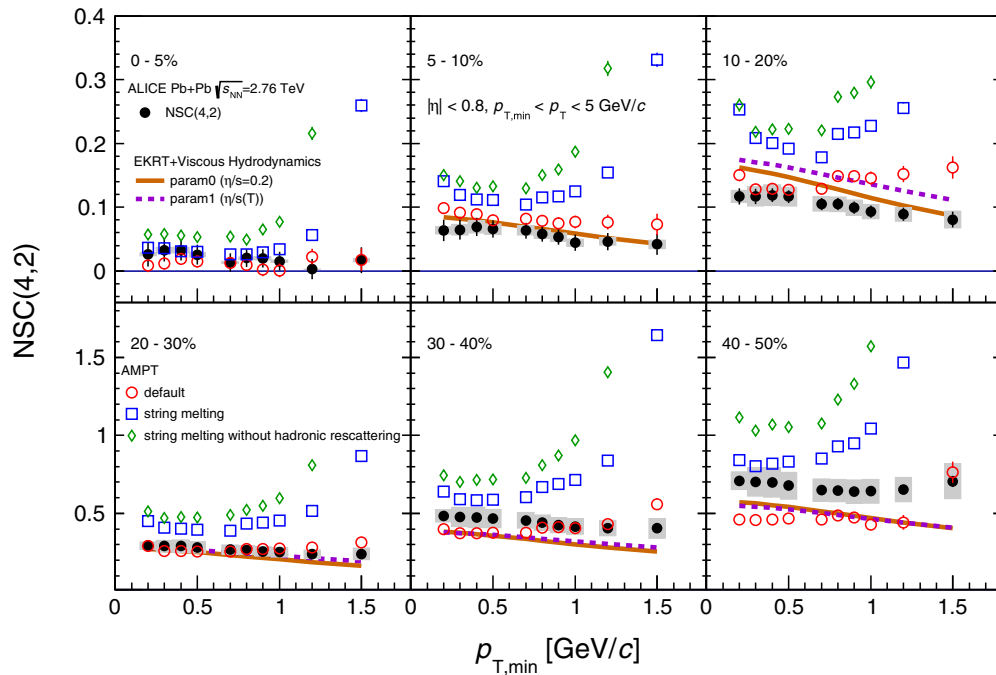 NSC(4,2)
0.4
0.3
0.2
0.1
0
0 - 5%
ALICE Pb+Pb √s_NN=2.76 TeV
NSC(4,2)
EKRT+Viscous Hydrodynamics
param0 (η/s=0.2)
param1 (η/s(T))
5 - 10%
|η| < 0.8, p_T,min < p_T < 5 GeV/c
10 - 20%
1.5
1
0.5
20 - 30%
AMPT
default
string melting
string melting without hadronic rescattering
30 - 40%
40 - 50%
0 0.5 1 1.5 0 0.5 1 1.5 0 0.5 1 1.5
p_T,min [GeV/c]